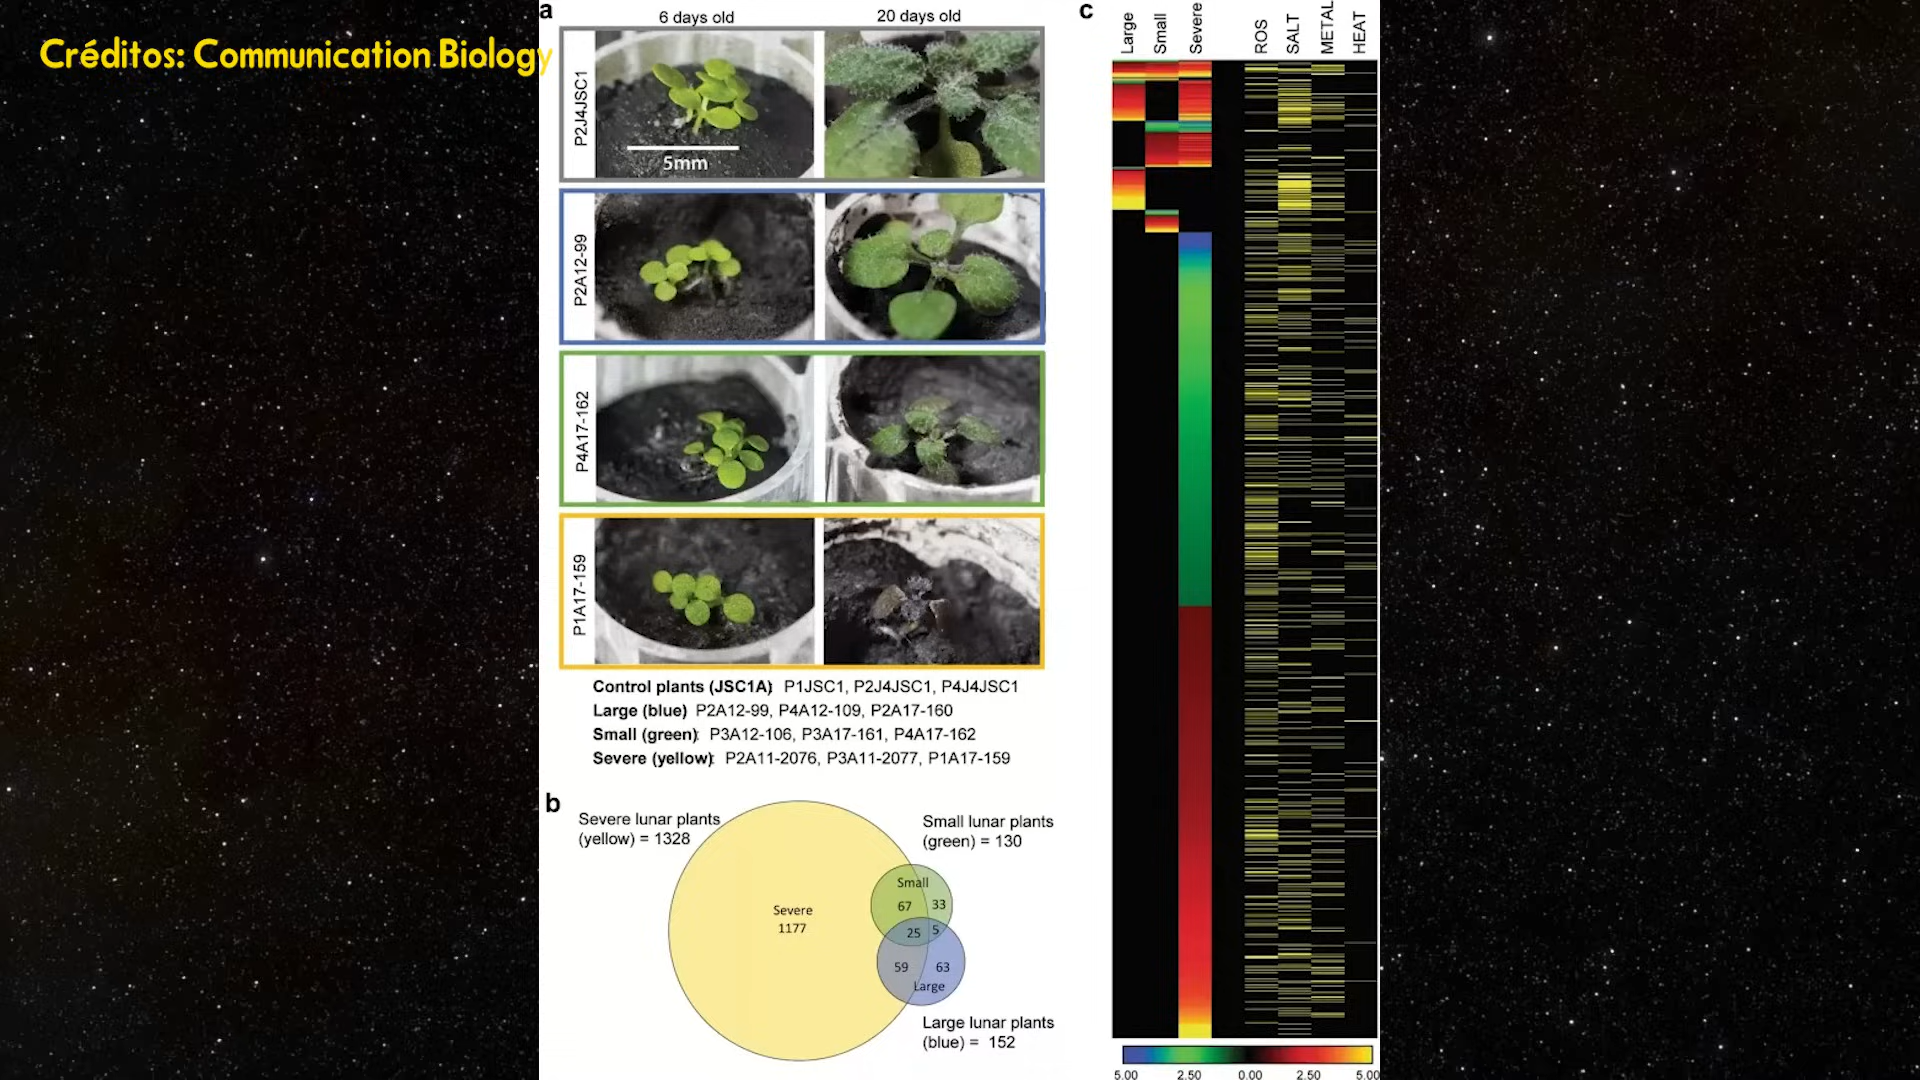 Créditos: Communication Biology
a
6 days old
20 days old
P2J4JSC1
5mm
P2A12-99
P4A17-162
P1A17-159
Control plants (JSC1A): P1JSC1, P2J4JSC1, P4J4JSC1
Large (blue) P2A12-99, P4A12-109, P2A17-160
Small (green): P3A12-106, P3A17-161, P4A17-162
Severe (yellow): P2A11-2076, P3A11-2077, P1A17-159
b
Severe lunar plants
(yellow) = 1328
Small lunar plants
(green) = 130
Small
67
33
Severe
1177
25
5
59
63
Large
Large lunar plants
(blue) = 152
c
Large
Small
Severe
ROS
SALT
METAL
HEAT
5.00
2.50
0.00
2.50
5.00